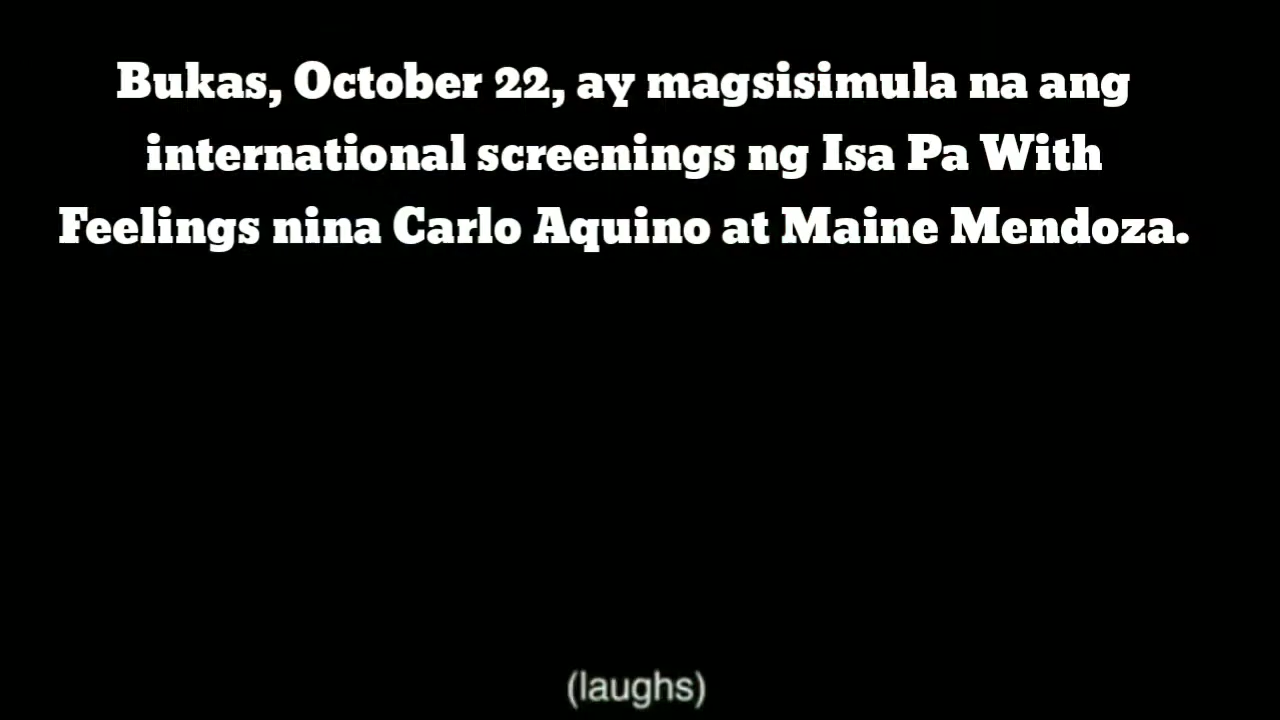 Bukas, October 22, ay magsisimula na ang
international screenings ng Isa Pa With
Feelings nina Carlo Aquino at Maine Mendoza.
(laughs)